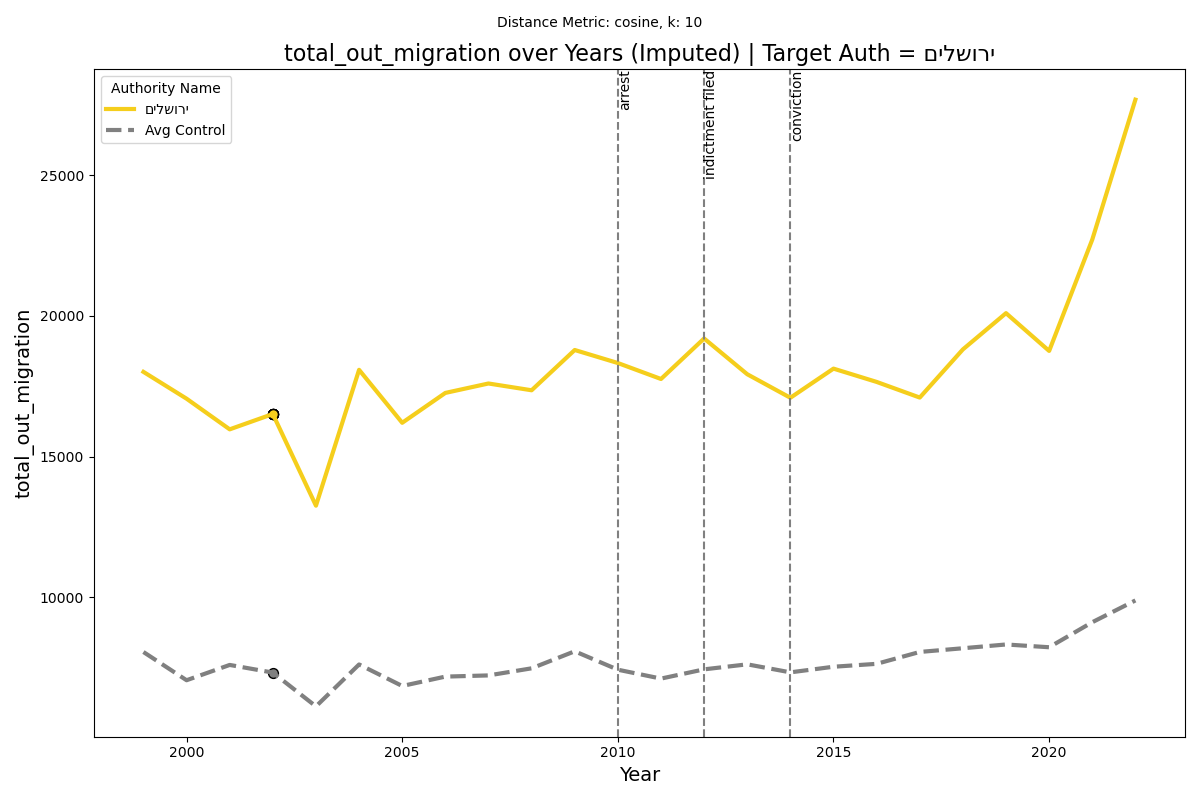 Distance Metric: cosine, k: 10
total_out_migration over Years (Imputed) | Target Auth = ירושלים
Authority Name
ירושלים
Avg Control
arrest
indictment filed
conviction
total_out_migration
25000
20000
15000
10000
2000 2005 2010 2015 2020
Year